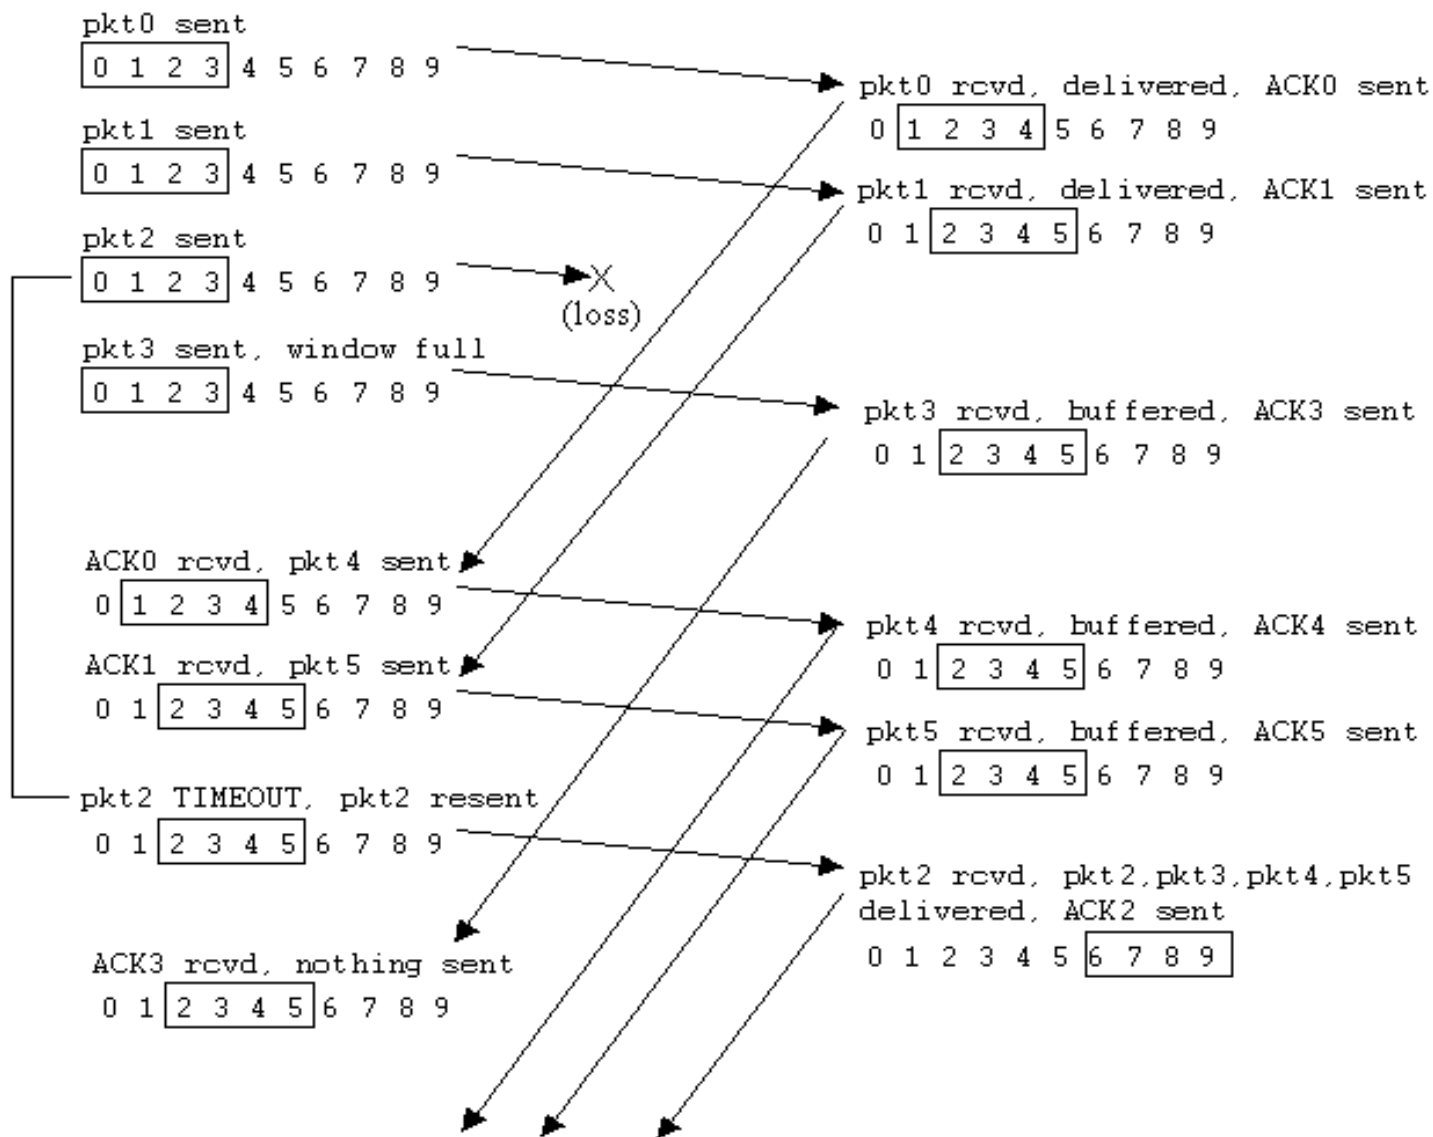 pkt0 sent
0 1 2 3 4 5 6 7 8 9
pkt0 rcvd, delivered, ACK0 sent
0 1 2 3 4 5 6 7 8 9
pkt1 sent
0 1 2 3 4 5 6 7 8 9
pkt1 rcvd, delivered, ACK1 sent
0 1 2 3 4 5 6 7 8 9
pkt2 sent
0 1 2 3 4 5 6 7 8 9
X
(loss)
pkt3 sent, window full
0 1 2 3 4 5 6 7 8 9
pkt3 rcvd, buffered, ACK3 sent
0 1 2 3 4 5 6 7 8 9
ACK0 rcvd, pkt4 sent
0 1 2 3 4 5 6 7 8 9
pkt4 rcvd, buffered, ACK4 sent
0 1 2 3 4 5 6 7 8 9
ACK1 rcvd, pkt5 sent
0 1 2 3 4 5 6 7 8 9
pkt5 rcvd, buffered, ACK5 sent
0 1 2 3 4 5 6 7 8 9
pkt2 TIMEOUT, pkt2 resent
0 1 2 3 4 5 6 7 8 9
pkt2 rcvd, pkt2,pkt3,pkt4,pkt5
delivered, ACK2 sent
0 1 2 3 4 5 6 7 8 9
ACK3 rcvd, nothing sent
0 1 2 3 4 5 6 7 8 9